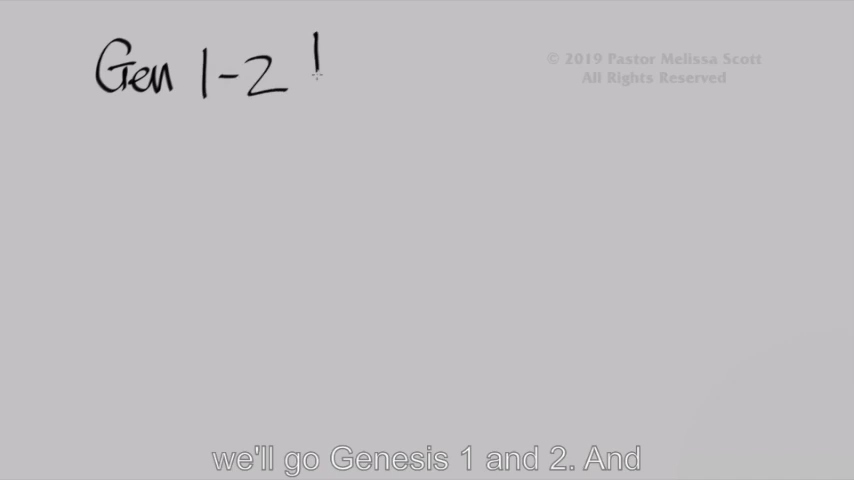 Gen 1-2 !
© 2019 Pastor Melissa Scott
All Rights Reserved
we'll go Genesis 1 and 2. And